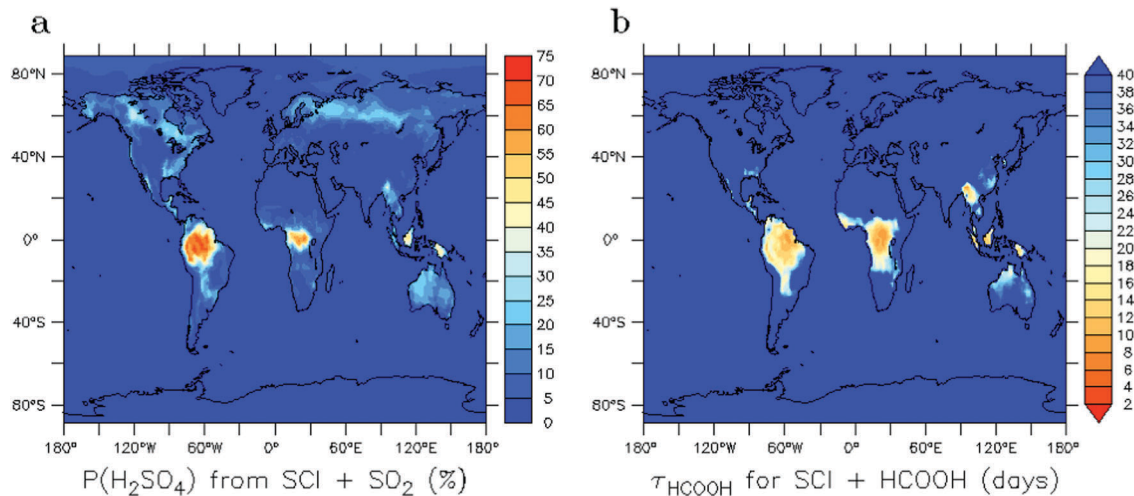 a
b
80°N
40°N
0°
40°S
80°S
180°
120°W
60°W
0°
60°E
120°E
180°
75
70
65
60
55
50
45
40
35
30
25
20
15
10
5
0
P(H₂SO₄) from SCI + SO₂ (%)
80°N
40°N
0°
40°S
80°S
180°
120°W
60°W
0°
60°E
120°E
180°
40
38
36
34
32
30
28
26
24
22
20
18
16
14
12
10
8
6
4
2
τHCOOH for SCI + HCOOH (days)